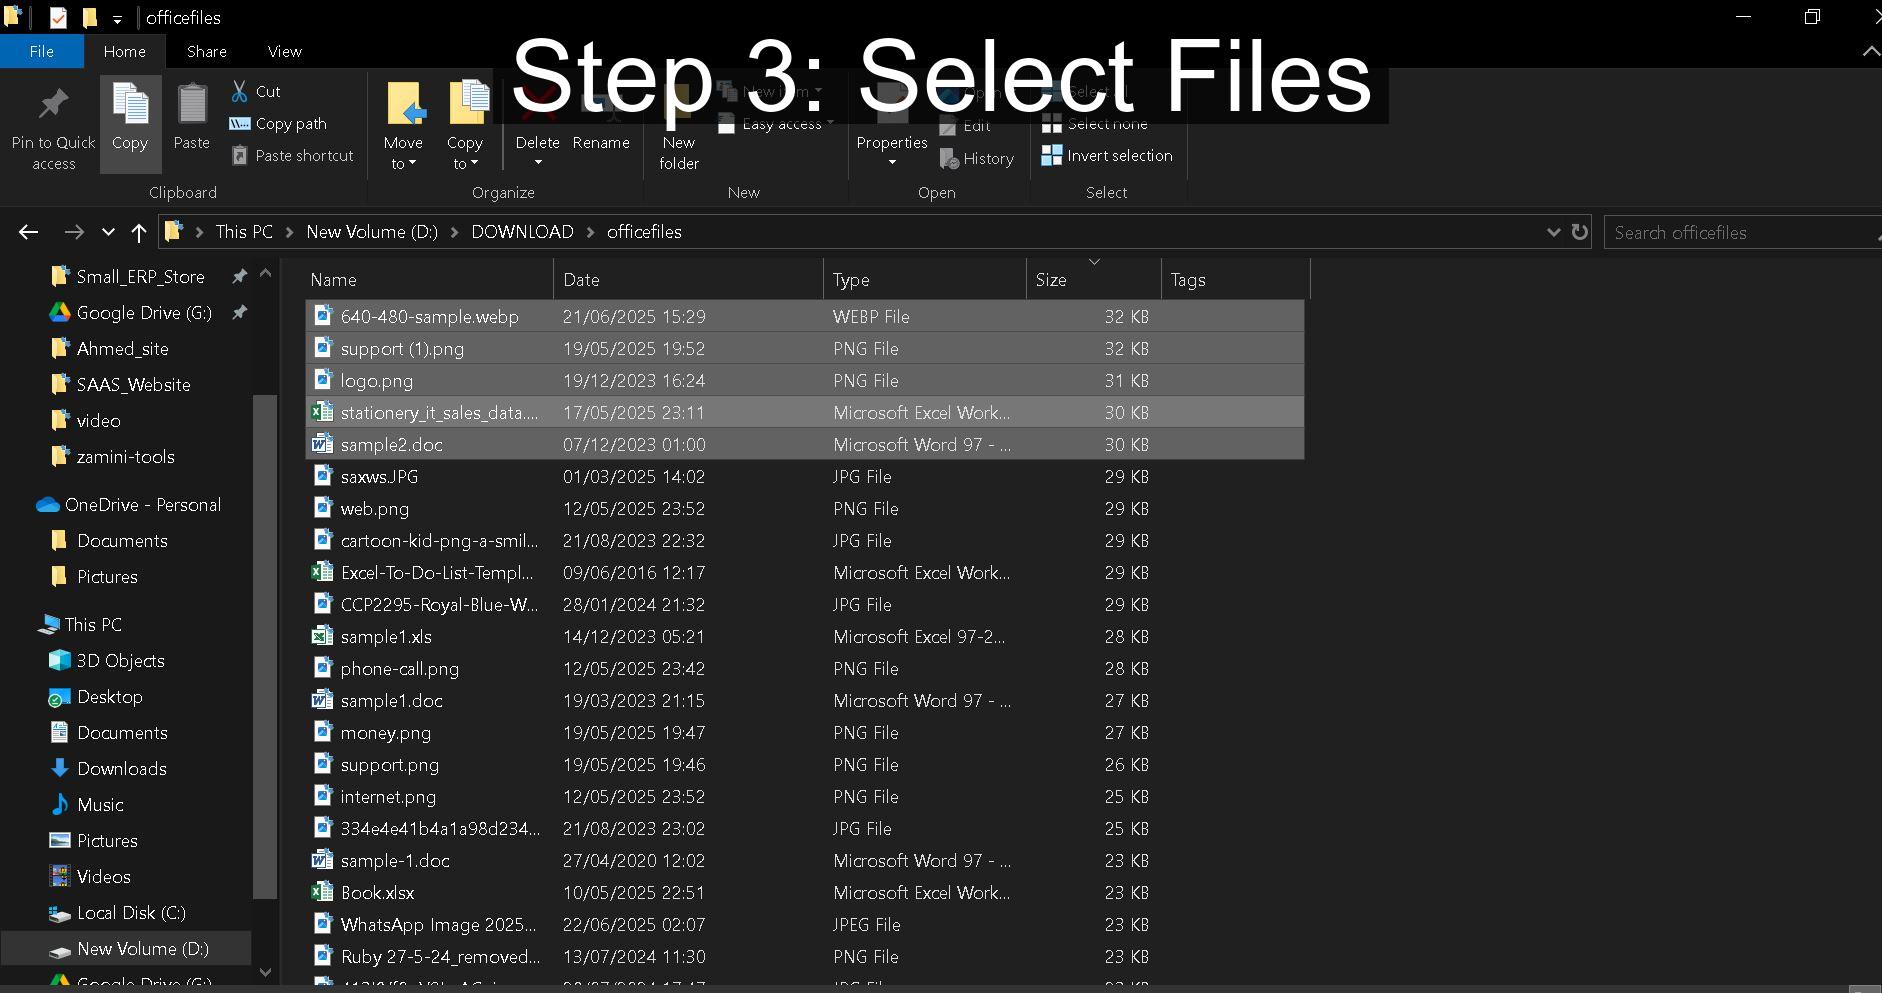 officefiles
File Home Share View
Step 3: Select Files
Pin to Quick access
Copy
Paste
Cut
Copy path
Paste shortcut
Clipboard
Move to
Copy to
Delete
Rename
Organize
New folder
New item
Easy access
New
Properties
Open
Edit
History
Open
Select all
Select none
Invert selection
Select
This PC > New Volume (D:) > DOWNLOAD > officefiles
Search officefiles
Small_ERP_Store
Google Drive (G:)
Ahmed_site
SAAS_Website
video
zamini-tools
OneDrive - Personal
Documents
Pictures
This PC
3D Objects
Desktop
Documents
Downloads
Music
Pictures
Videos
Local Disk (C:)
New Volume (D:)
Google Drive (G:)
Name Date Type Size Tags
640-480-sample.webp 21/06/2025 15:29 WEBP File 32 KB
support (1).png 19/05/2025 19:52 PNG File 32 KB
logo.png 19/12/2023 16:24 PNG File 31 KB
stationery_it_sales_data.... 17/05/2025 23:11 Microsoft Excel Work... 30 KB
sample2.doc 07/12/2023 01:00 Microsoft Word 97 - ... 30 KB
saxws.JPG 01/03/2025 14:02 JPG File 29 KB
web.png 12/05/2025 23:52 PNG File 29 KB
cartoon-kid-png-a-smil... 21/08/2023 22:32 JPG File 29 KB
Excel-To-Do-List-Templ... 09/06/2016 12:17 Microsoft Excel Work... 29 KB
CCP2295-Royal-Blue-W... 28/01/2024 21:32 JPG File 29 KB
sample1.xls 14/12/2023 05:21 Microsoft Excel 97-2... 28 KB
phone-call.png 12/05/2025 23:42 PNG File 28 KB
sample1.doc 19/03/2023 21:15 Microsoft Word 97 - ... 27 KB
money.png 19/05/2025 19:47 PNG File 27 KB
support.png 19/05/2025 19:46 PNG File 26 KB
internet.png 12/05/2025 23:52 PNG File 25 KB
334e4e41b4a1a98d234... 21/08/2023 23:02 JPG File 25 KB
sample-1.doc 27/04/2020 12:02 Microsoft Word 97 - ... 23 KB
Book.xlsx 10/05/2025 22:51 Microsoft Excel Work... 23 KB
WhatsApp Image 2025... 22/06/2025 02:07 JPEG File 23 KB
Ruby 27-5-24_removed... 13/07/2024 11:30 PNG File 23 KB